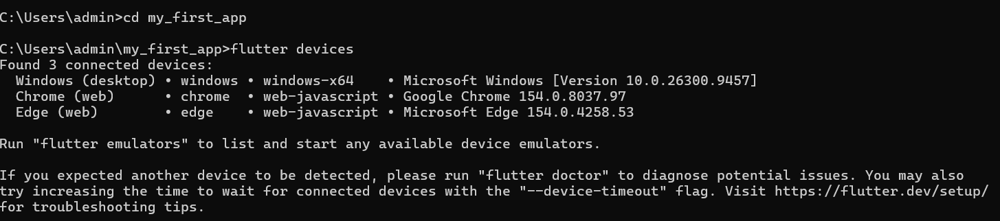 C:\Users\admin>cd my_first_app
C:\Users\admin\my_first_app>flutter devices
Found 3 connected devices:
  Windows (desktop) • windows • windows-x64    • Microsoft Windows [Version 10.0.26300.9457]
  Chrome (web)      • chrome  • web-javascript • Google Chrome 154.0.8037.97
  Edge (web)        • edge    • web-javascript • Microsoft Edge 154.0.4258.53
Run "flutter emulators" to list and start any available device emulators.
If you expected another device to be detected, please run "flutter doctor" to diagnose potential issues. You may also
try increasing the time to wait for connected devices with the "--device-timeout" flag. Visit https://flutter.dev/setup/
for troubleshooting tips.